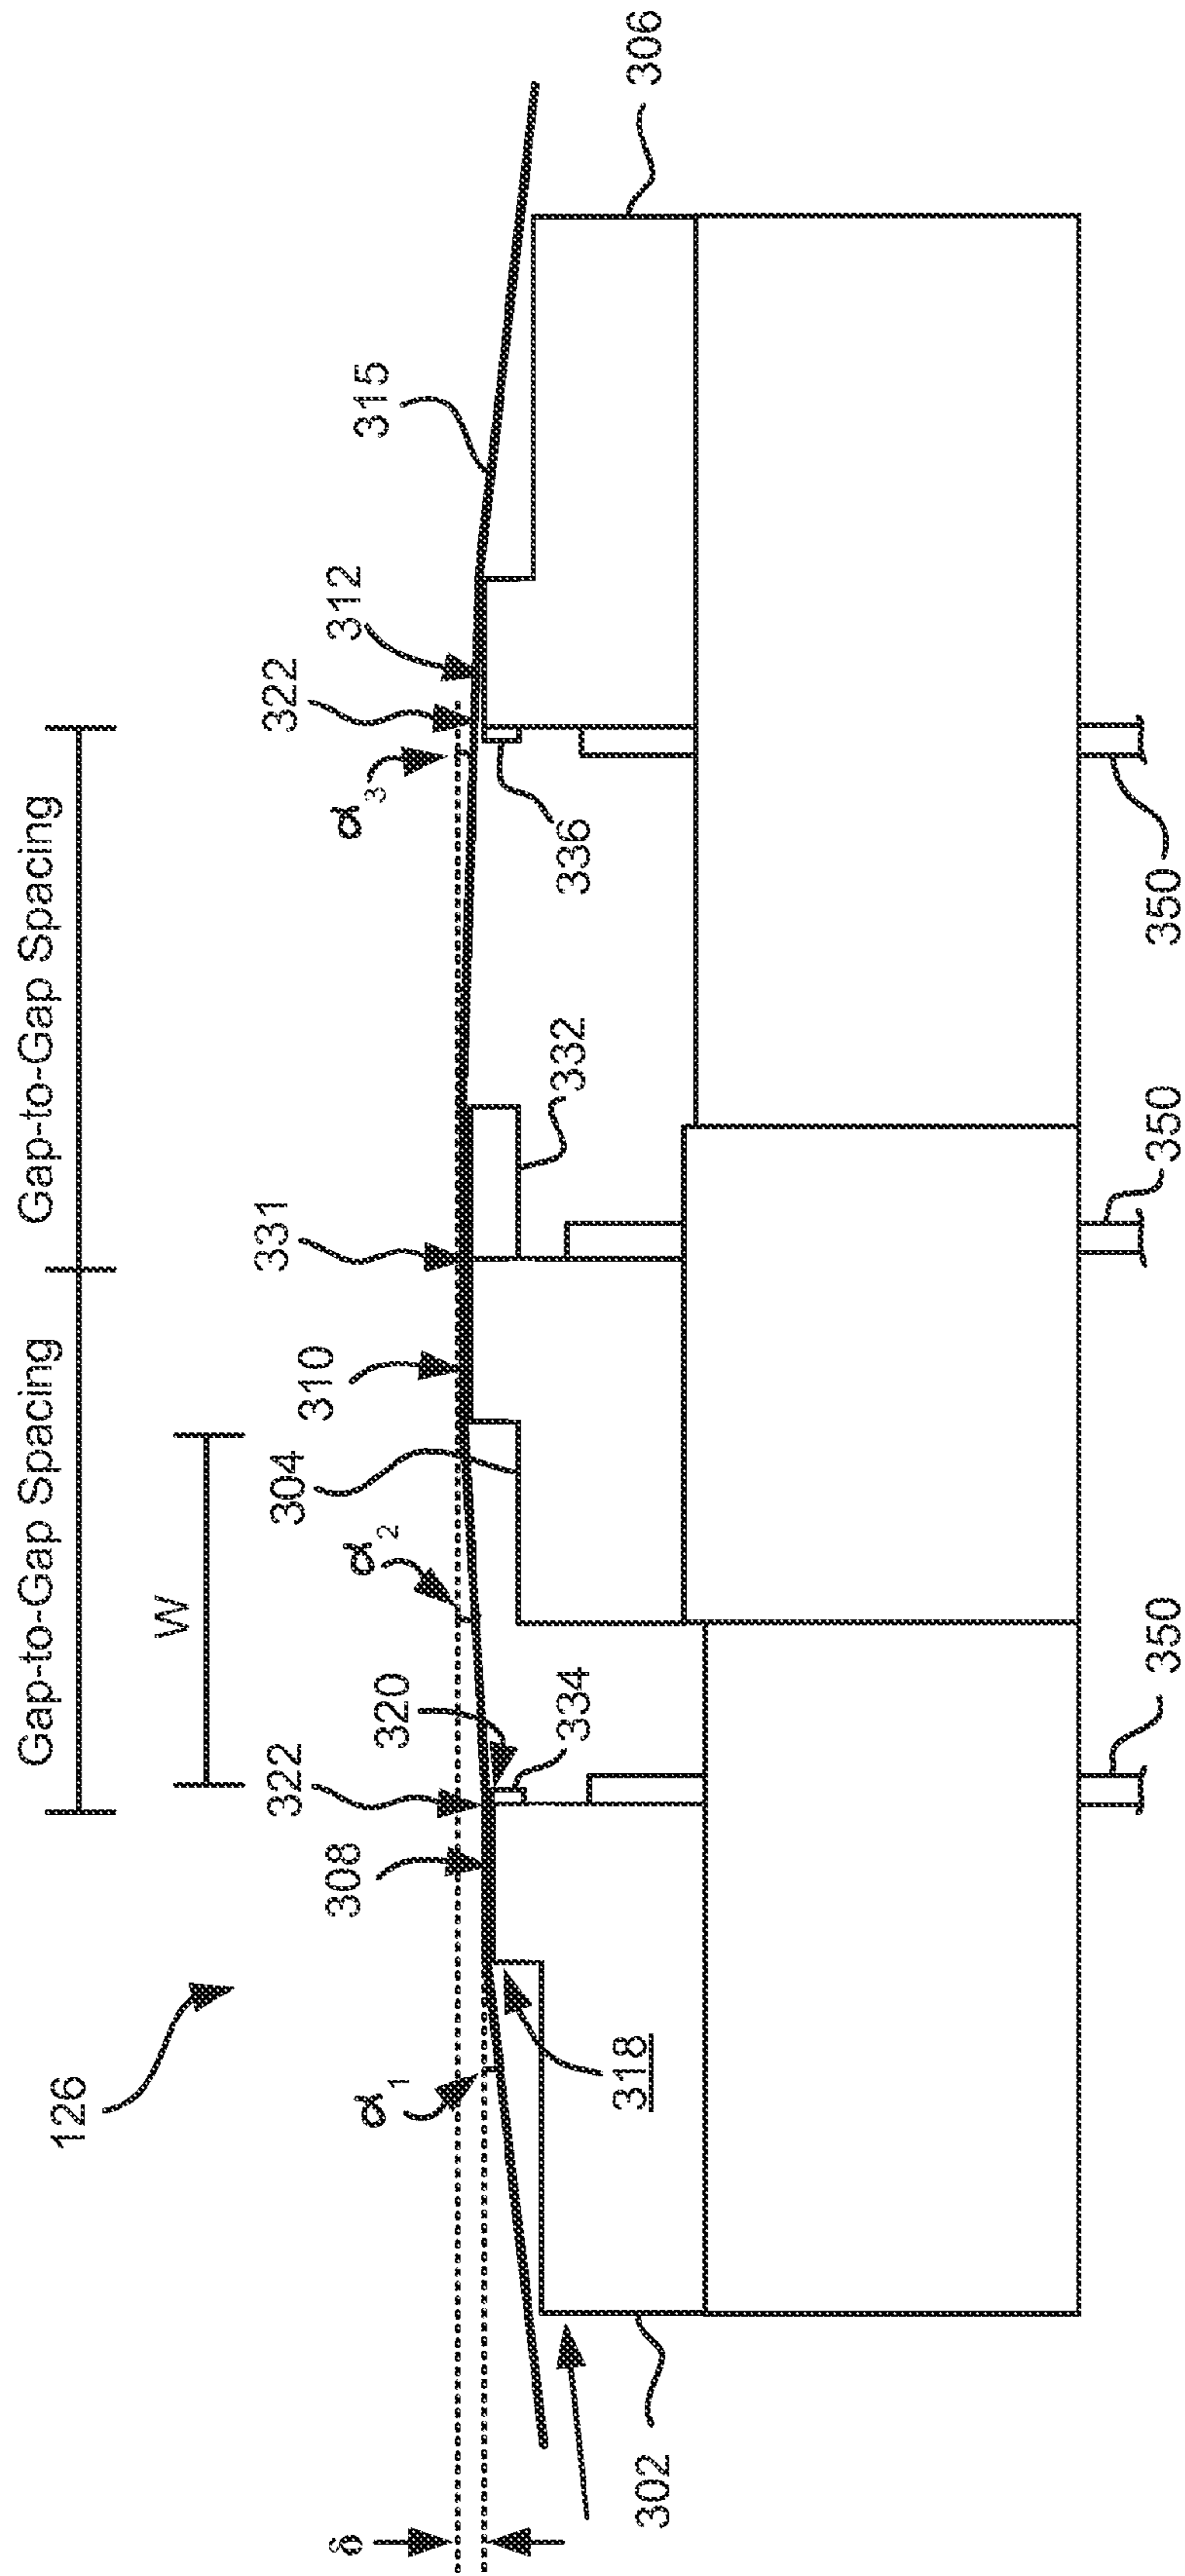 Gap-to-Gap Spacing
Gap-to-Gap Spacing
W
126
α1
308
322
320
334
α2
304
310
331
332
α3
322
312
336
315
306
δ
318
302
350
350
350